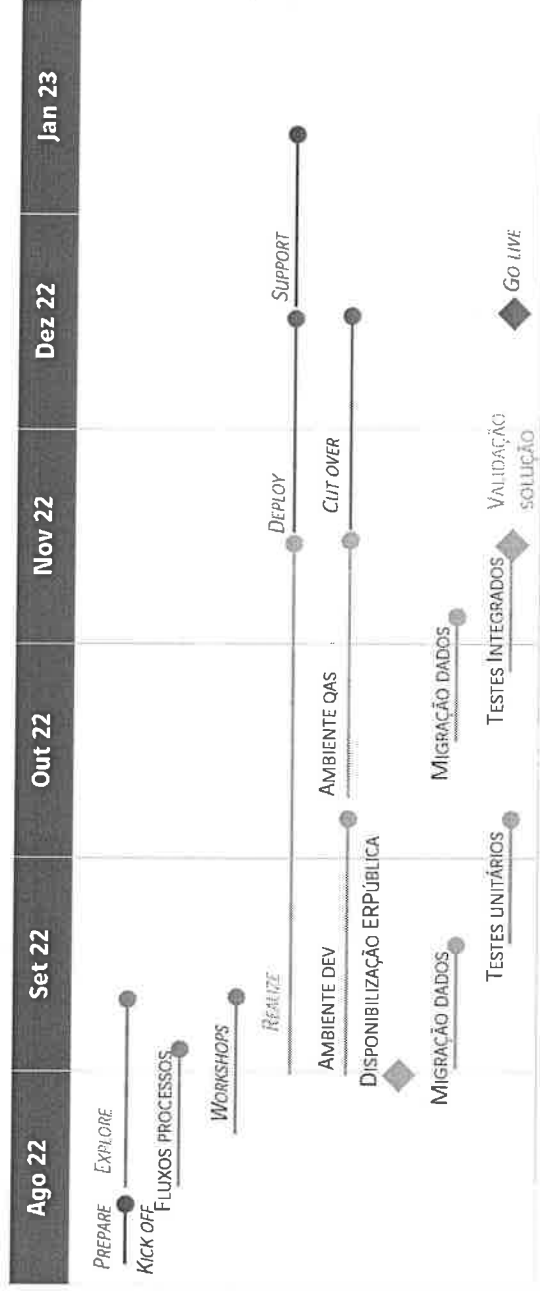 Ago 22
Set 22
Out 22
Nov 22
Dez 22
Jan 23
PREPARE
EXPLORE
KICK OFF
FLUXOS PROCESSOS
WORKSHOPS
REALIZE
DEPLOY
SUPPORT
AMBIENTE DEV
AMBIENTE QAS
CUT OVER
DISPONIBILIZAÇÃO ERPÚBLICA
MIGRAÇÃO DADOS
MIGRAÇÃO DADOS
TESTES UNITÁRIOS
TESTES INTEGRADOS
VALIDAÇÃO
SOLUÇÃO
GO LIVE